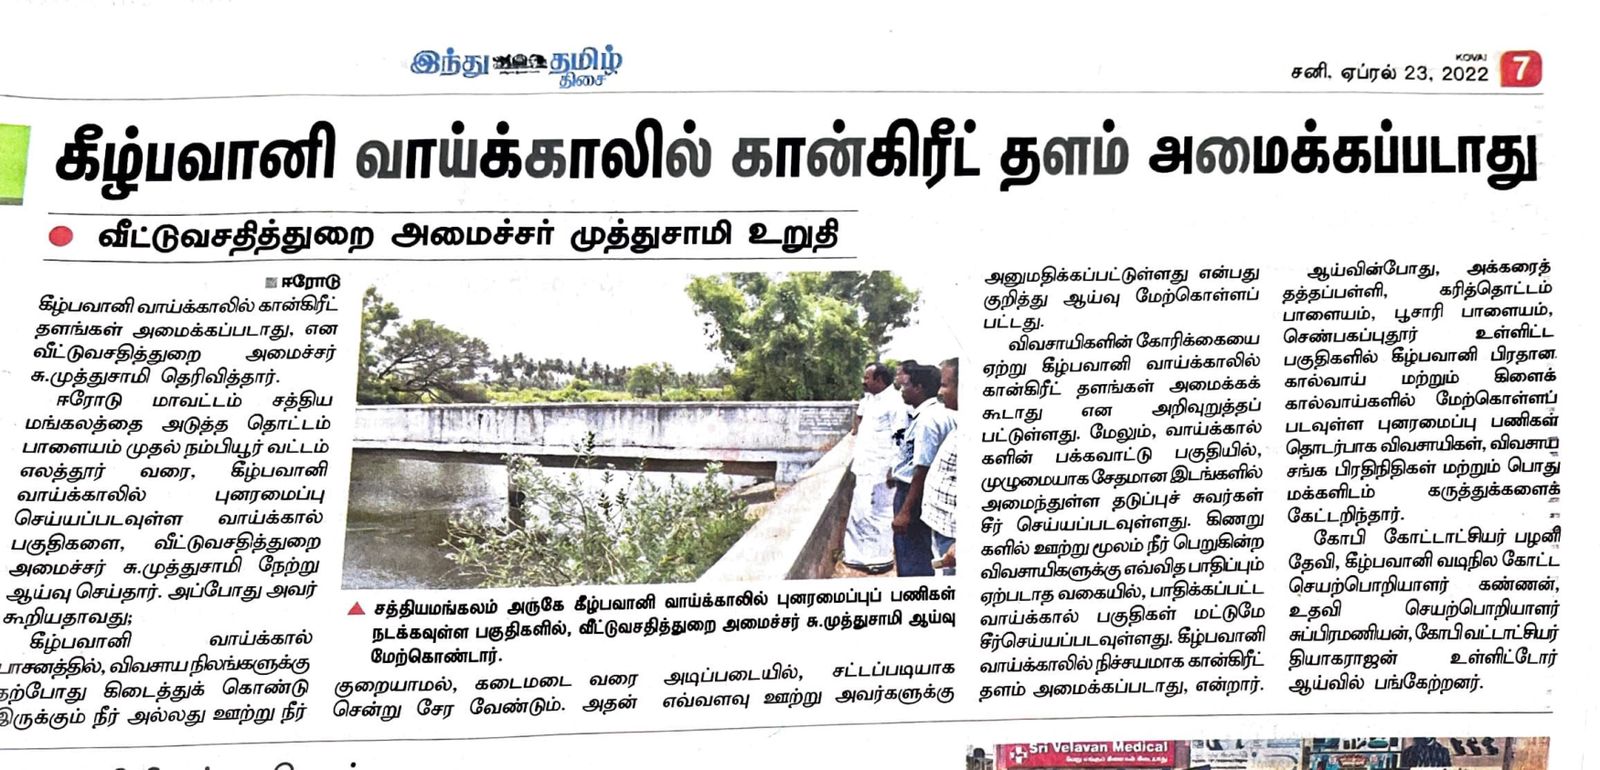 இந்து தமிழ் திசை
KOVAI
சனி, ஏப்ரல் 23, 2022 7
கீழ்பவானி வாய்க்காலில் கான்கிரீட் தளம் அமைக்கப்படாது
வீட்டுவசதித்துறை அமைச்சர் முத்துசாமி உறுதி
ஈரோடு
கீழ்பவானி வாய்க்காலில் கான்கிரீட்
தளங்கள் அமைக்கப்படாது, என
வீட்டுவசதித்துறை அமைச்சர்
சு.முத்துசாமி தெரிவித்தார்.
ஈரோடு மாவட்டம் சத்திய
மங்கலத்தை அடுத்த தொட்டம்
பாளையம் முதல் நம்பியூர் வட்டம்
எலத்தூர் வரை, கீழ்பவானி
வாய்க்காலில் புனரமைப்பு
செய்யப்படவுள்ள வாய்க்கால்
பகுதிகளை, வீட்டுவசதித்துறை
அமைச்சர் சு.முத்துசாமி நேற்று
ஆய்வு செய்தார். அப்போது அவர்
கூறியதாவது;
கீழ்பவானி வாய்க்கால்
பாசனத்தில், விவசாய நிலங்களுக்கு
தற்போது கிடைத்துக் கொண்டு
இருக்கும் நீர் அல்லது ஊற்று நீர்
சத்தியமங்கலம் அருகே கீழ்பவானி வாய்க்காலில் புனரமைப்புப் பணிகள்
நடக்கவுள்ள பகுதிகளில், வீட்டுவசதித்துறை அமைச்சர் சு.முத்துசாமி ஆய்வு
மேற்கொண்டார்.
குறையாமல், கடைமடை வரை
சென்று சேர வேண்டும். அதன்
அடிப்படையில், சட்டப்படியாக
எவ்வளவு ஊற்று அவர்களுக்கு
அனுமதிக்கப்பட்டுள்ளது என்பது
குறித்து ஆய்வு மேற்கொள்ளப்
பட்டது.
விவசாயிகளின் கோரிக்கையை
ஏற்று கீழ்பவானி வாய்க்காலில்
கான்கிரீட் தளங்கள் அமைக்கக்
கூடாது என அறிவுறுத்தப்
பட்டுள்ளது. மேலும், வாய்க்கால்
களின் பக்கவாட்டு பகுதியில்,
முழுமையாக சேதமான இடங்களில்
அமைந்துள்ள தடுப்புச் சுவர்கள்
சீர் செய்யப்படவுள்ளது. கிணறு
களில் ஊற்று மூலம் நீர் பெறுகின்ற
விவசாயிகளுக்கு எவ்வித பாதிப்பும்
ஏற்படாத வகையில், பாதிக்கப்பட்ட
வாய்க்கால் பகுதிகள் மட்டுமே
சீர்செய்யப்படவுள்ளது. கீழ்பவானி
வாய்க்காலில் நிச்சயமாக கான்கிரீட்
தளம் அமைக்கப்படாது, என்றார்.
ஆய்வின்போது, அக்கரைத்
தத்தப்பள்ளி, கரித்தொட்டம்
பாளையம், பூசாரி பாளையம்,
செண்பகப்புதூர் உள்ளிட்ட
பகுதிகளில் கீழ்பவானி பிரதான
கால்வாய் மற்றும் கிளைக்
கால்வாய்களில் மேற்கொள்ளப்
படவுள்ள புனரமைப்பு பணிகள்
தொடர்பாக விவசாயிகள், விவசாய
சங்க பிரதிநிதிகள் மற்றும் பொது
மக்களிடம் கருத்துக்களைக்
கேட்டறிந்தார்.
கோபி கோட்டாட்சியர் பழனி
தேவி, கீழ்பவானி வடிநில கோட்ட
செயற்பொறியாளர் கண்ணன்,
உதவி செயற்பொறியாளர்
சுப்பிரமணியன், கோபி வட்டாட்சியர்
தியாகராஜன் உள்ளிட்டோர்
ஆய்வில் பங்கேற்றனர்.
Sri Velavan Medical